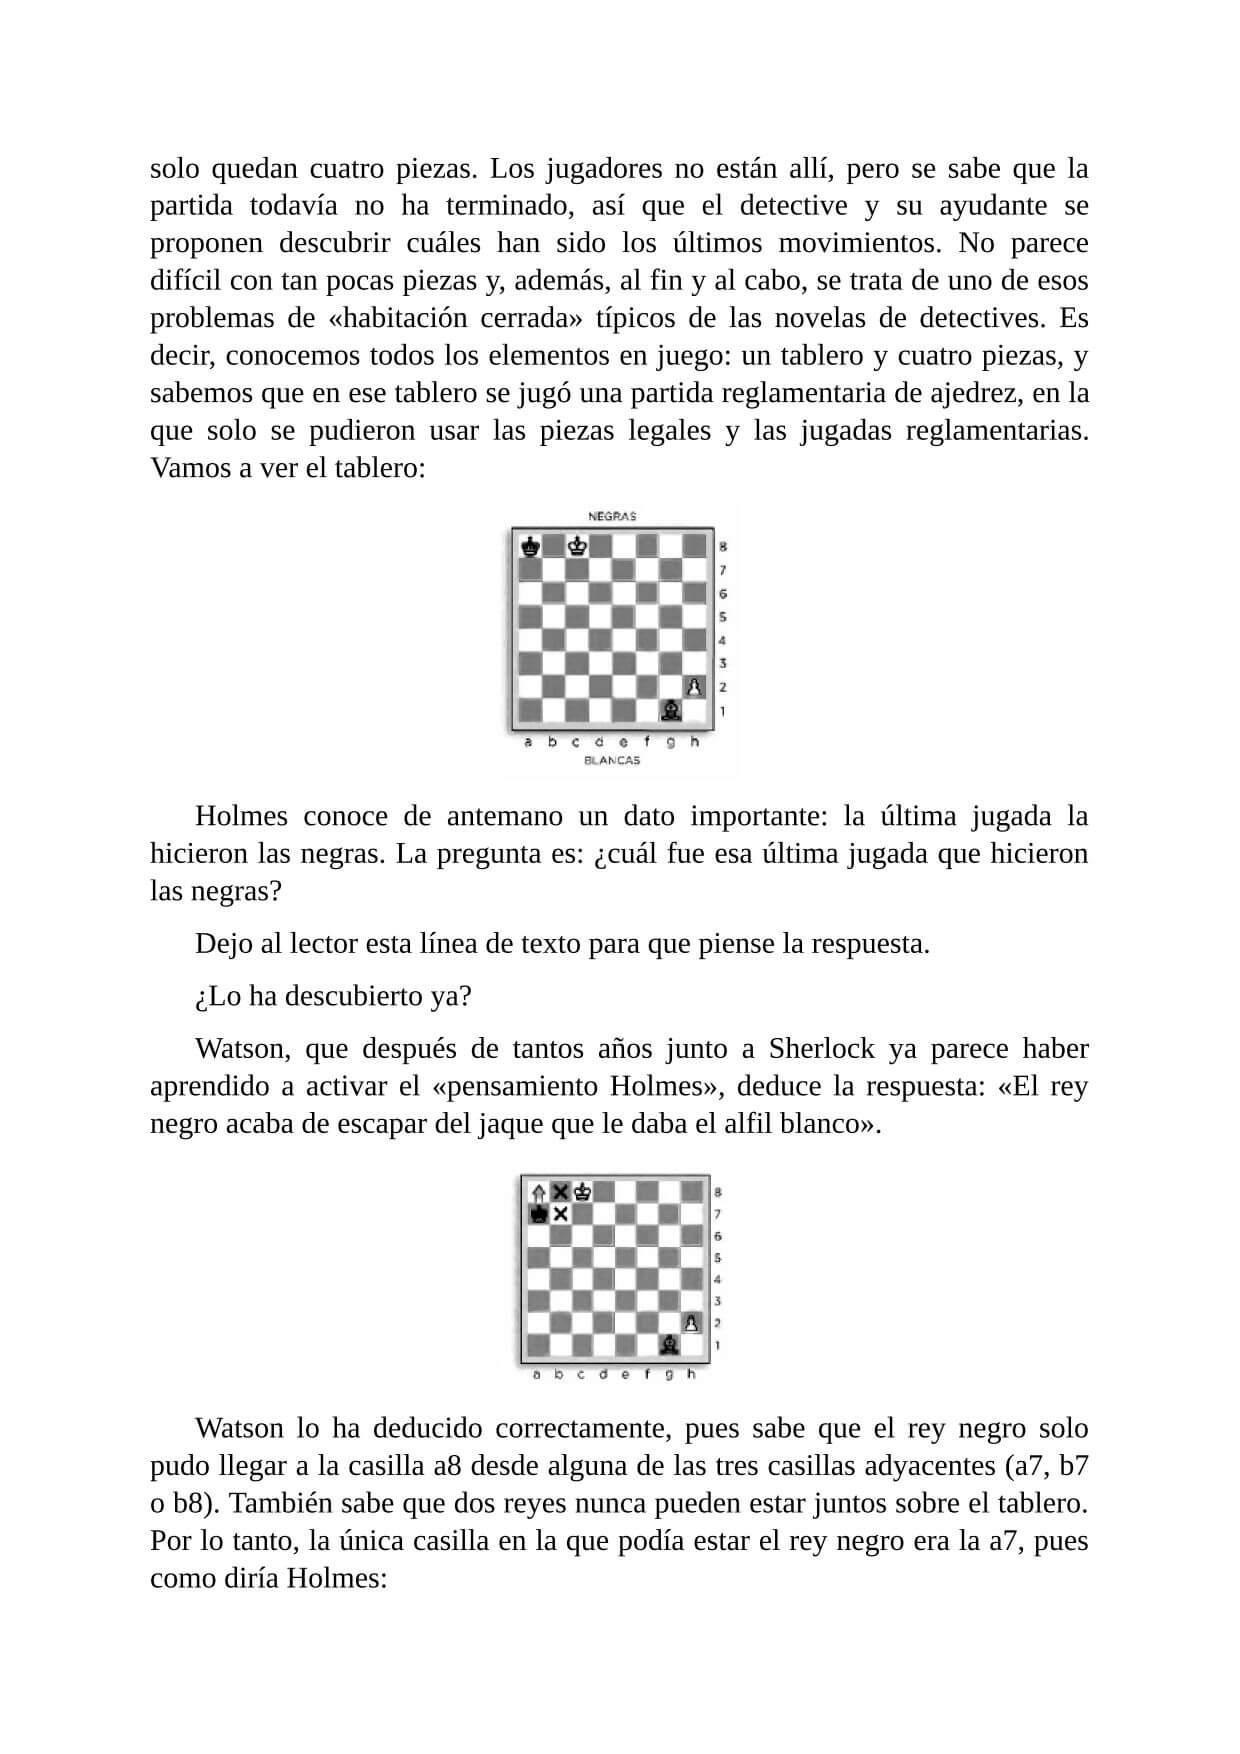 solo quedan cuatro piezas. Los jugadores no están allí, pero se sabe que la
partida todavía no ha terminado, así que el detective y su ayudante se
proponen descubrir cuáles han sido los últimos movimientos. No parece
difícil con tan pocas piezas y, además, al fin y al cabo, se trata de uno de esos
problemas de «habitación cerrada» típicos de las novelas de detectives. Es
decir, conocemos todos los elementos en juego: un tablero y cuatro piezas, y
sabemos que en ese tablero se jugó una partida reglamentaria de ajedrez, en la
que solo se pudieron usar las piezas legales y las jugadas reglamentarias.
Vamos a ver el tablero:
NEGRAS
8
7
6
5
4
3
2
1
a b c d e f g h
BLANCAS
Holmes conoce de antemano un dato importante: la última jugada la
hicieron las negras. La pregunta es: ¿cuál fue esa última jugada que hicieron
las negras?
Dejo al lector esta línea de texto para que piense la respuesta.
¿Lo ha descubierto ya?
Watson, que después de tantos años junto a Sherlock ya parece haber
aprendido a activar el «pensamiento Holmes», deduce la respuesta: «El rey
negro acaba de escapar del jaque que le daba el alfil blanco».
8
7
6
5
4
3
2
1
a b c d e f g h
Watson lo ha deducido correctamente, pues sabe que el rey negro solo
pudo llegar a la casilla a8 desde alguna de las tres casillas adyacentes (a7, b7
o b8). También sabe que dos reyes nunca pueden estar juntos sobre el tablero.
Por lo tanto, la única casilla en la que podía estar el rey negro era la a7, pues
como diría Holmes: